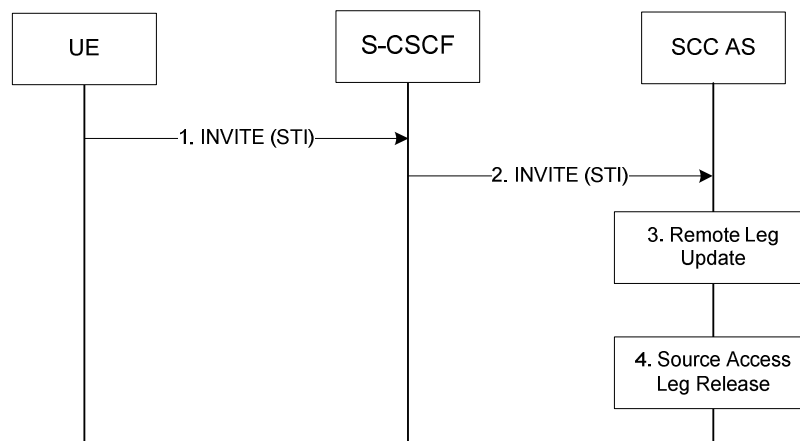 UE
S-CSCF
SCC AS
1. INVITE (STI)
2. INVITE (STI)
3. Remote Leg
Update
4. Source Access
Leg Release